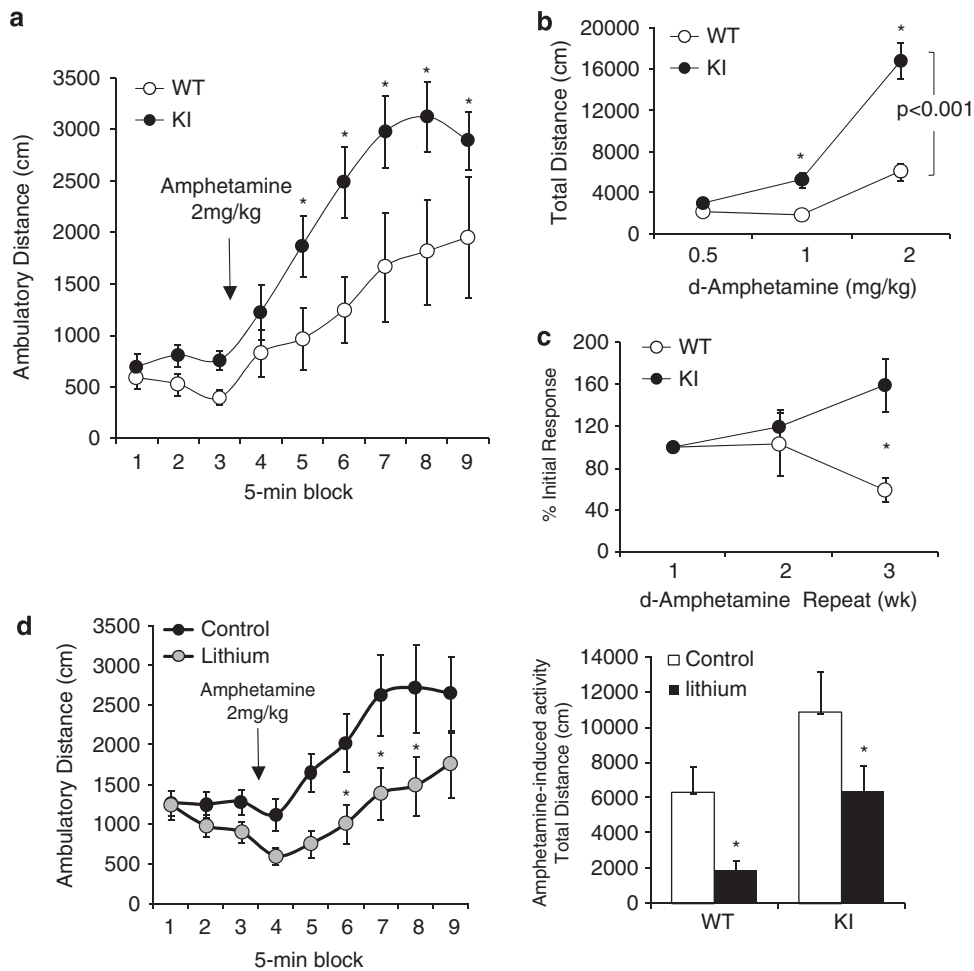 a
Ambulatory Distance (cm)
3500
3000
2500
2000
1500
1000
500
0
WT
KI
Amphetamine
2mg/kg
*
*
*
*
*
1 2 3 4 5 6 7 8 9
5-min block
b
Total Distance (cm)
20000
16000
12000
8000
4000
0
WT
KI
*
*
p<0.001
0.5 1 2
d-Amphetamine (mg/kg)
c
% Initial Response
200
160
120
80
40
0
WT
KI
*
1 2 3
d-Amphetamine Repeat (wk)
d
Ambulatory Distance (cm)
3500
3000
2500
2000
1500
1000
500
0
Control
Lithium
Amphetamine
2mg/kg
*
*
*
1 2 3 4 5 6 7 8 9
5-min block
Amphetamine-induced activity
Total Distance (cm)
14000
12000
10000
8000
6000
4000
2000
0
Control
lithium
*
*
WT KI